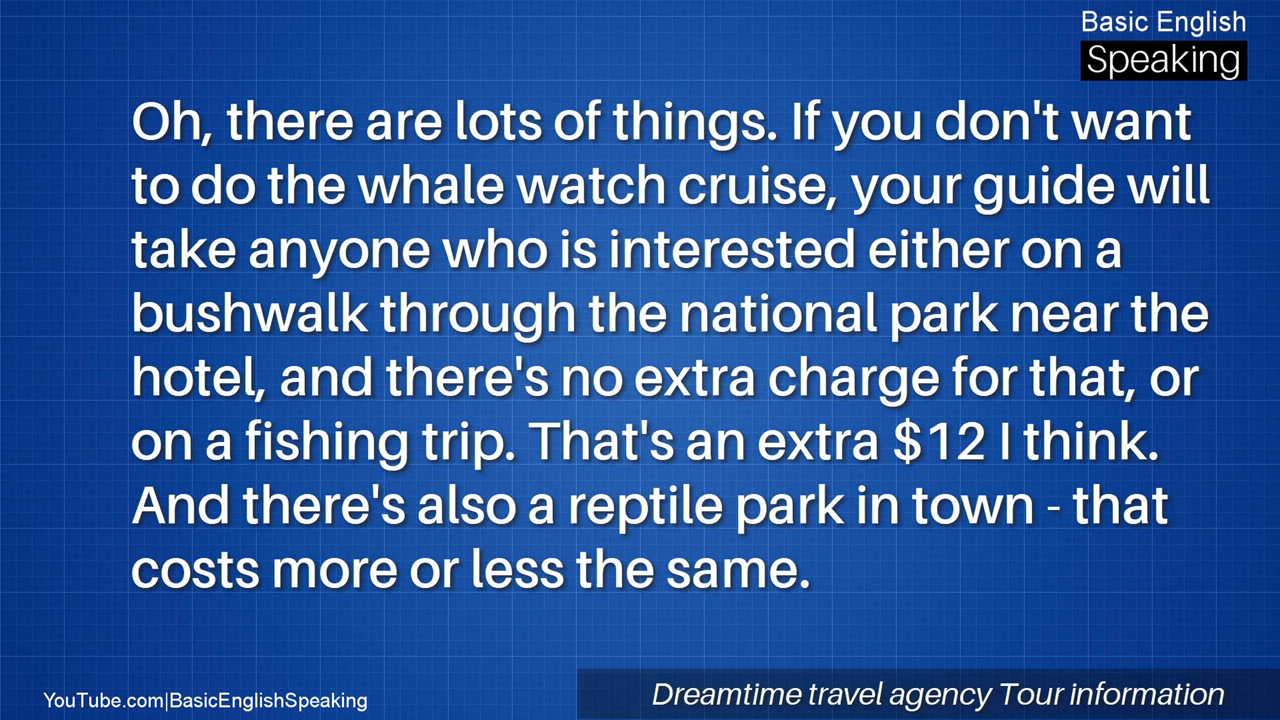 Basic English
Speaking
Oh, there are lots of things. If you don't want
to do the whale watch cruise, your guide will
take anyone who is interested either on a
bushwalk through the national park near the
hotel, and there's no extra charge for that, or
on a fishing trip. That's an extra $12 I think.
And there's also a reptile park in town - that
costs more or less the same.
YouTube.com|BasicEnglishSpeaking
Dreamtime travel agency Tour information